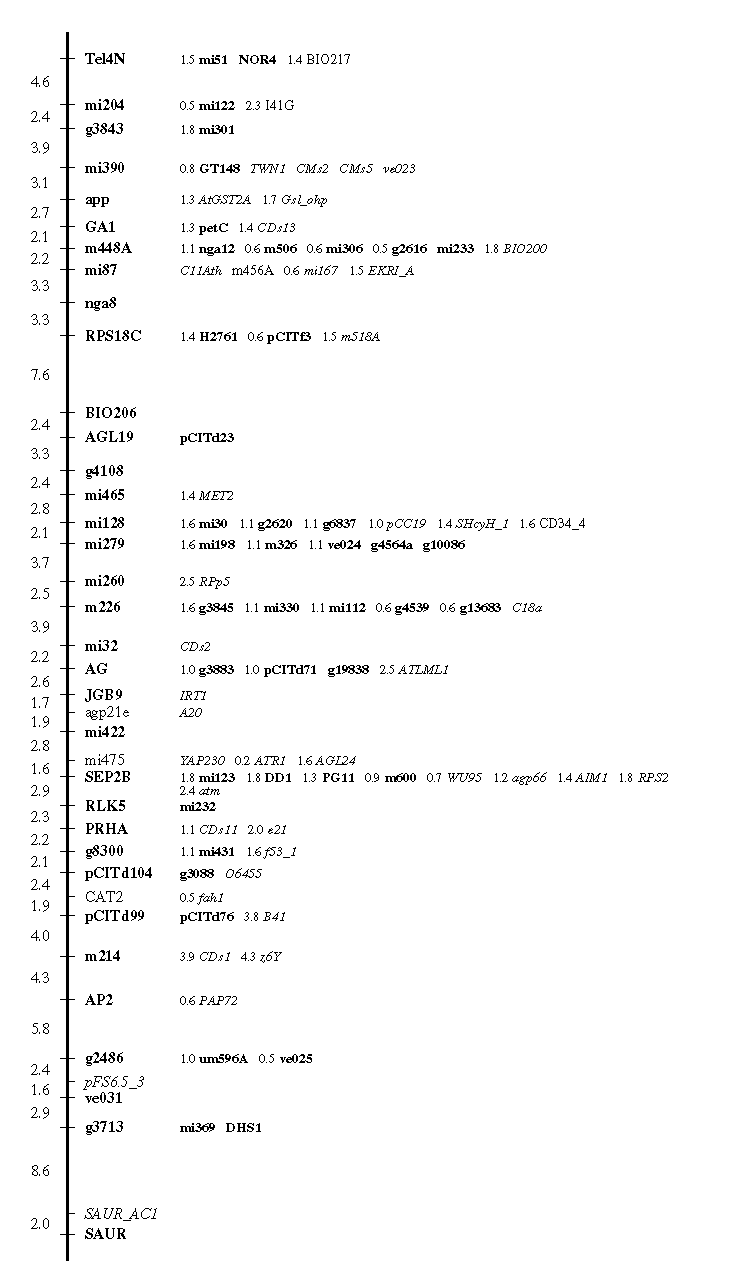 Tel4N 1.5 mi51 NOR4 1.4 BIO217
4.6
mi204 0.5 mi122 2.3 I41G
2.4
g3843 1.8 mi301
3.9
mi390 0.8 GT148 TWN1 CMs2 CMs5 ve023
3.1
app 1.3 AtGST2A 1.7 Gsl_ohp
2.7
GA1 1.3 petC 1.4 CDs13
2.1
m448A 1.1 nga12 0.6 m506 0.6 mi306 0.5 g2616 mi233 1.8 BIO200
2.2
mi87 C11Ath m456A 0.6 mi167 1.5 EKRI_A
3.3
nga8
3.3
RPS18C 1.4 H2761 0.6 pCITf3 1.5 m518A
7.6
BIO206
2.4
AGL19 pCITd23
3.3
g4108
2.4
mi465 1.4 MET2
2.8
mi128 1.6 mi30 1.1 g2620 1.1 g6837 1.0 pCC19 1.4 SHcyH_1 1.6 CD34_4
2.1
mi279 1.6 mi198 1.1 m326 1.1 ve024 g4564a g10086
3.7
mi260 2.5 RPp5
2.5
m226 1.6 g3845 1.1 mi330 1.1 mi112 0.6 g4539 0.6 g13683 C18a
3.9
mi32 CDs2
2.2
AG 1.0 g3883 1.0 pCITd71 g19838 2.5 ATLML1
2.6
JGB9 IRT1
1.7
agp21e A20
1.9
mi422
2.8
mi475 YAP230 0.2 ATR1 1.6 AGL24
1.6
SEP2B 1.8 mi123 1.8 DD1 1.3 PG11 0.9 m600 0.7 WU95 1.2 agp66 1.4 AIM1 1.8 RPS2
2.9 2.4 atm
RLK5 mi232
2.3
PRHA 1.1 CDs11 2.0 e21
2.2
g8300 1.1 mi431 1.6 f53_1
2.1
pCITd104 g3088 O6455
2.4
CAT2 0.5 fah1
1.9
pCITd99 pCITd76 3.8 B41
4.0
m214 3.9 CDs1 4.3 z6Y
4.3
AP2 0.6 PAP72
5.8
g2486 1.0 um596A 0.5 ve025
2.4
pFS6.5_3
1.6
ve031
2.9
g3713 mi369 DHS1
8.6
SAUR_AC1
2.0
SAUR